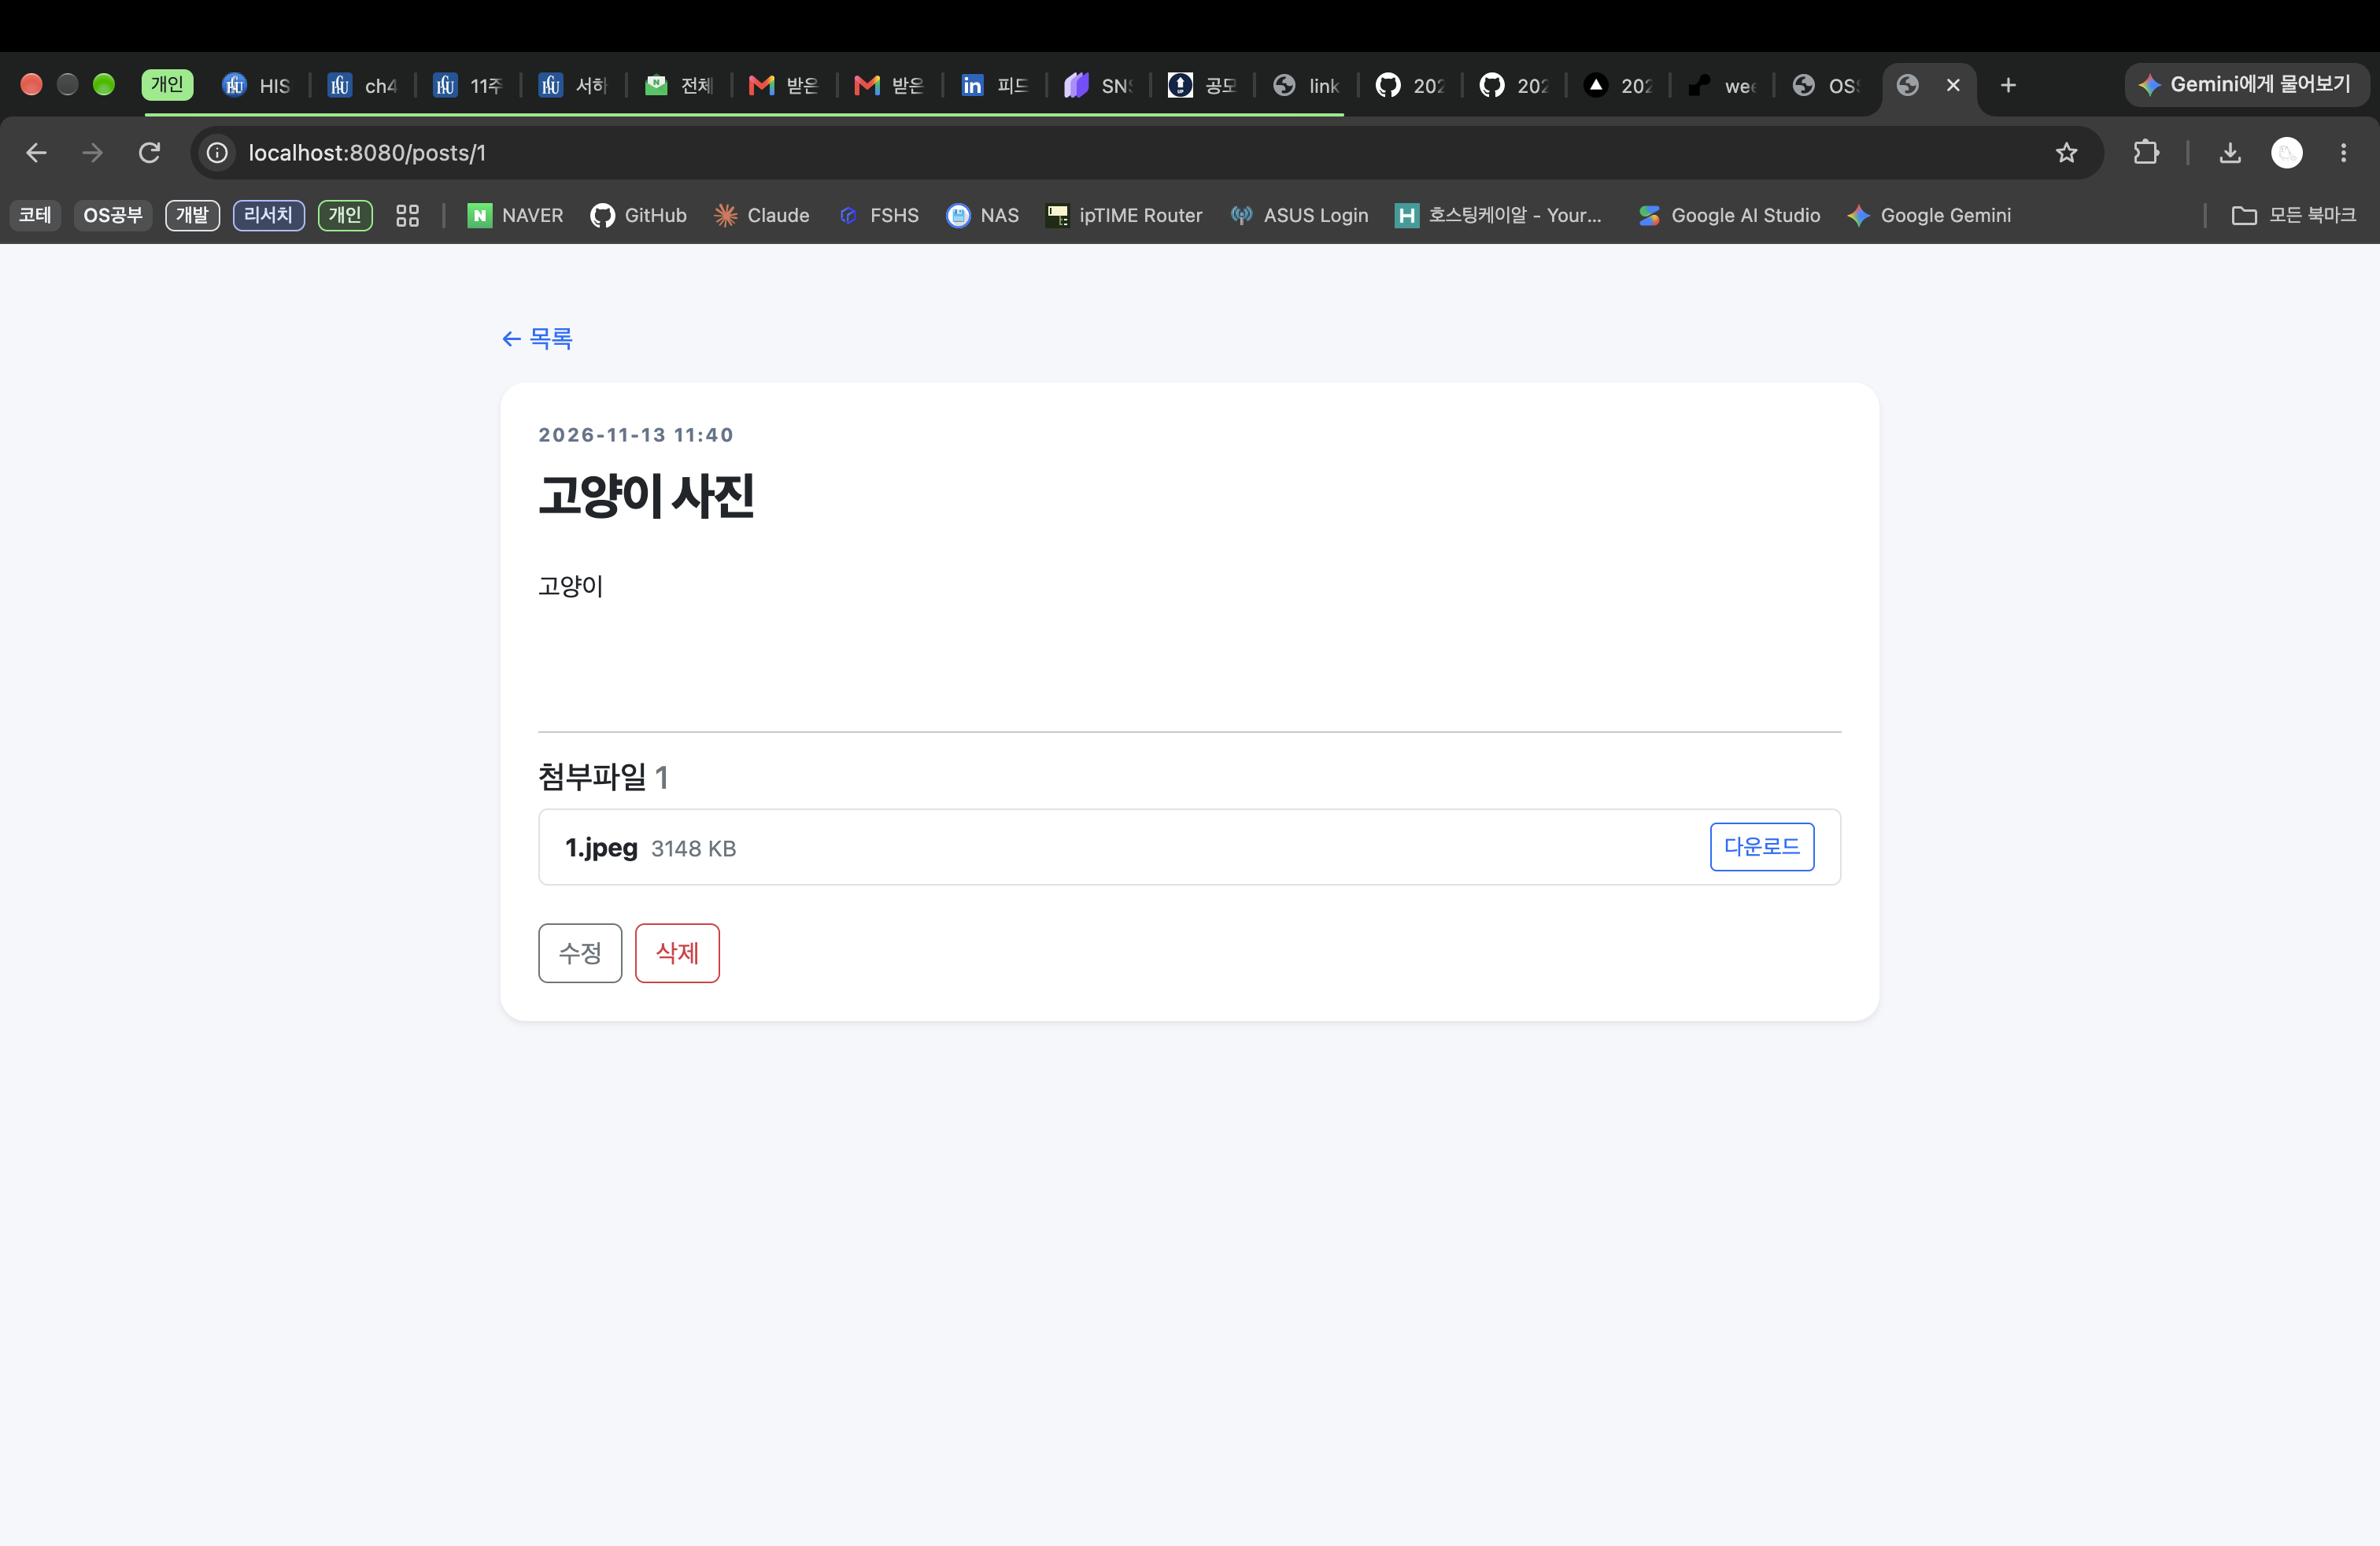 개인 HIS ch4 11주 서하 전체 받은 받은 피드 SNS 공모 link 202 202 202 wee OS Gemini에게 물어보기
localhost:8080/posts/1
코테 OS공부 개발 리서치 개인 NAVER GitHub Claude FSHS NAS ipTIME Router ASUS Login 호스팅케이알 - Your... Google AI Studio Google Gemini 모든 북마크
← 목록
2026-11-13 11:40
고양이 사진
고양이
첨부파일 1
1.jpeg 3148 KB 다운로드
수정 삭제